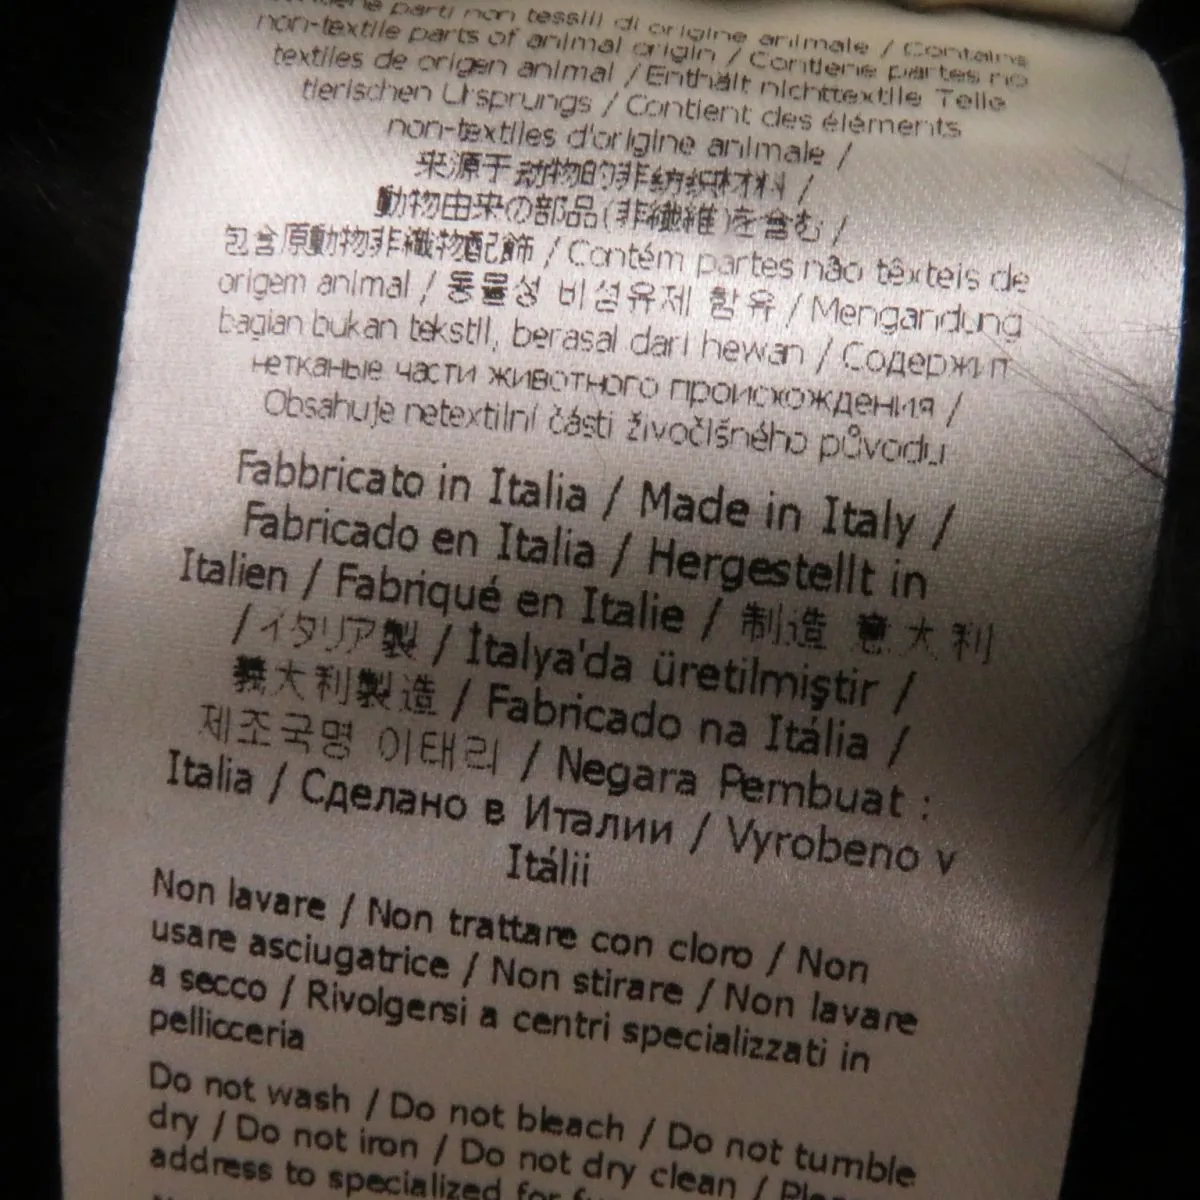 parti non tessili di origine animale / Contains
non-textile parts of animal origin / Contiene partes no
textiles de origen animal / Enthält nichttextile Teile
tierischen Ursprungs / Contient des éléments
non-textiles d'origine animale /
来源于动物的非纺织材料 /
動物由来の部品(非繊維)を含む /
包含原動物非織物配飾 / Contém partes não têxteis de
origem animal / 동물성 비섬유제 함유 / Mengandung
bagian bukan tekstil, berasal dari hewan / Содержит
нетканые части животного происхождения /
Obsahuje netextilní části živočišného původu
Fabbricato in Italia / Made in Italy /
Fabricado en Italia / Hergestellt in
Italien / Fabriqué en Italie / 制造 意大利
/ イタリア製 / İtalya'da üretilmiştir /
義大利製造 / Fabricado na Itália /
제조국명 이태리 / Negara Pembuat :
Italia / Сделано в Италии / Vyrobeno v
Itálii
Non lavare / Non trattare con cloro / Non
usare asciugatrice / Non stirare / Non lavare
a secco / Rivolgersi a centri specializzati in
pellicceria
Do not wash / Do not bleach / Do not tumble
dry / Do not iron / Do not dry clean /
address to specialized for